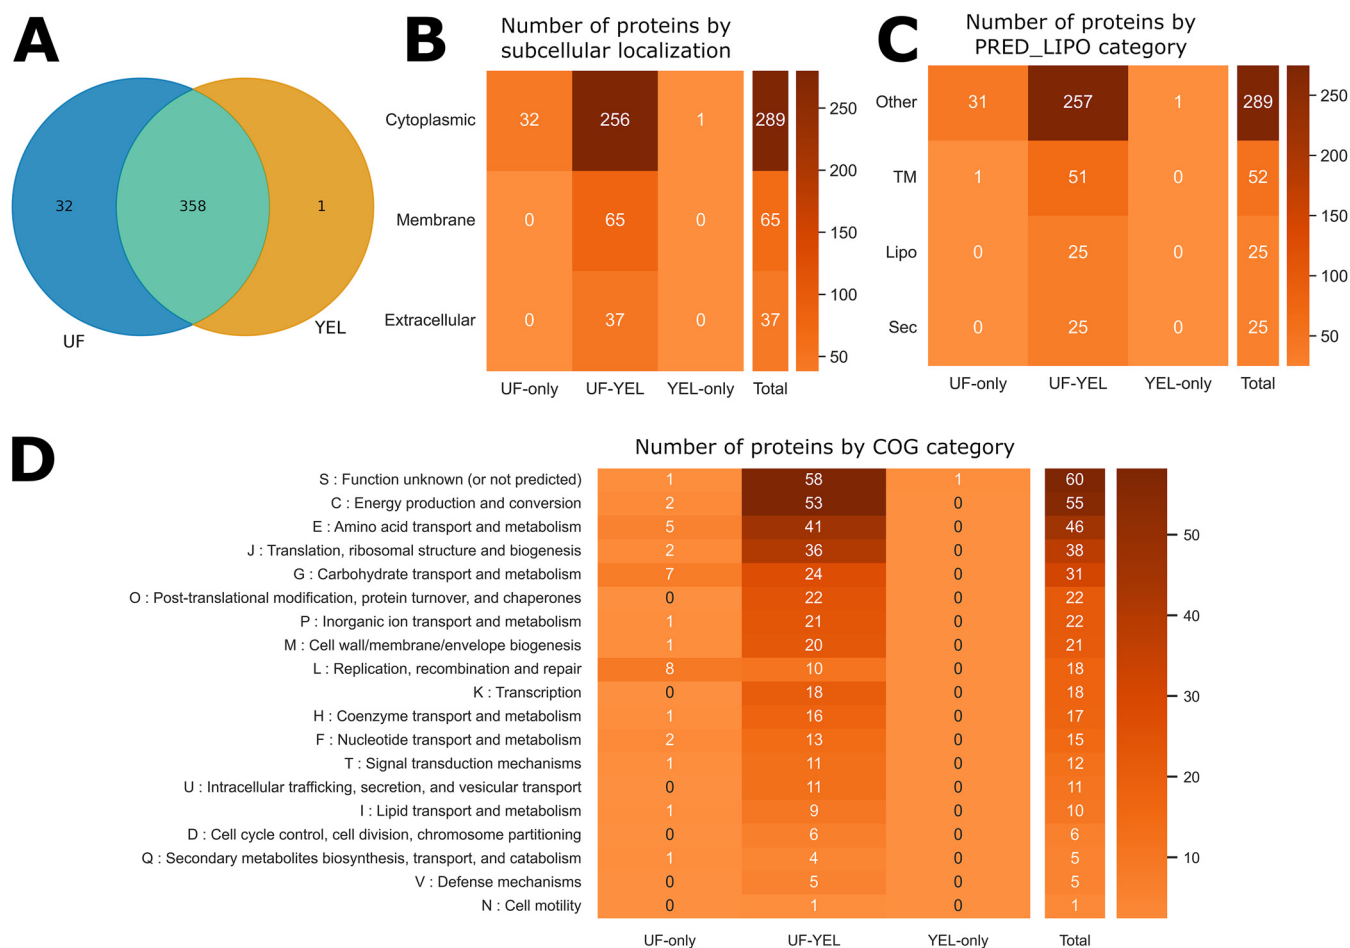 A
32
358
1
UF
YEL
B
Number of proteins by
subcellular localization
Cytoplasmic 32 256 1 289
Membrane 0 65 0 65
Extracellular 0 37 0 37
UF-only UF-YEL YEL-only Total
250
200
150
100
50
C
Number of proteins by
PRED_LIPO category
Other 31 257 1 289
TM 1 51 0 52
Lipo 0 25 0 25
Sec 0 25 0 25
UF-only UF-YEL YEL-only Total
250
200
150
100
50
D
Number of proteins by COG category
S : Function unknown (or not predicted) 1 58 1 60
C : Energy production and conversion 2 53 0 55
E : Amino acid transport and metabolism 5 41 0 46
J : Translation, ribosomal structure and biogenesis 2 36 0 38
G : Carbohydrate transport and metabolism 7 24 0 31
O : Post-translational modification, protein turnover, and chaperones 0 22 0 22
P : Inorganic ion transport and metabolism 1 21 0 22
M : Cell wall/membrane/envelope biogenesis 1 20 0 21
L : Replication, recombination and repair 8 10 0 18
K : Transcription 0 18 0 18
H : Coenzyme transport and metabolism 1 16 0 17
F : Nucleotide transport and metabolism 2 13 0 15
T : Signal transduction mechanisms 1 11 0 12
U : Intracellular trafficking, secretion, and vesicular transport 0 11 0 11
I : Lipid transport and metabolism 1 9 0 10
D : Cell cycle control, cell division, chromosome partitioning 0 6 0 6
Q : Secondary metabolites biosynthesis, transport, and catabolism 1 4 0 5
V : Defense mechanisms 0 5 0 5
N : Cell motility 0 1 0 1
UF-only UF-YEL YEL-only Total
50
40
30
20
10